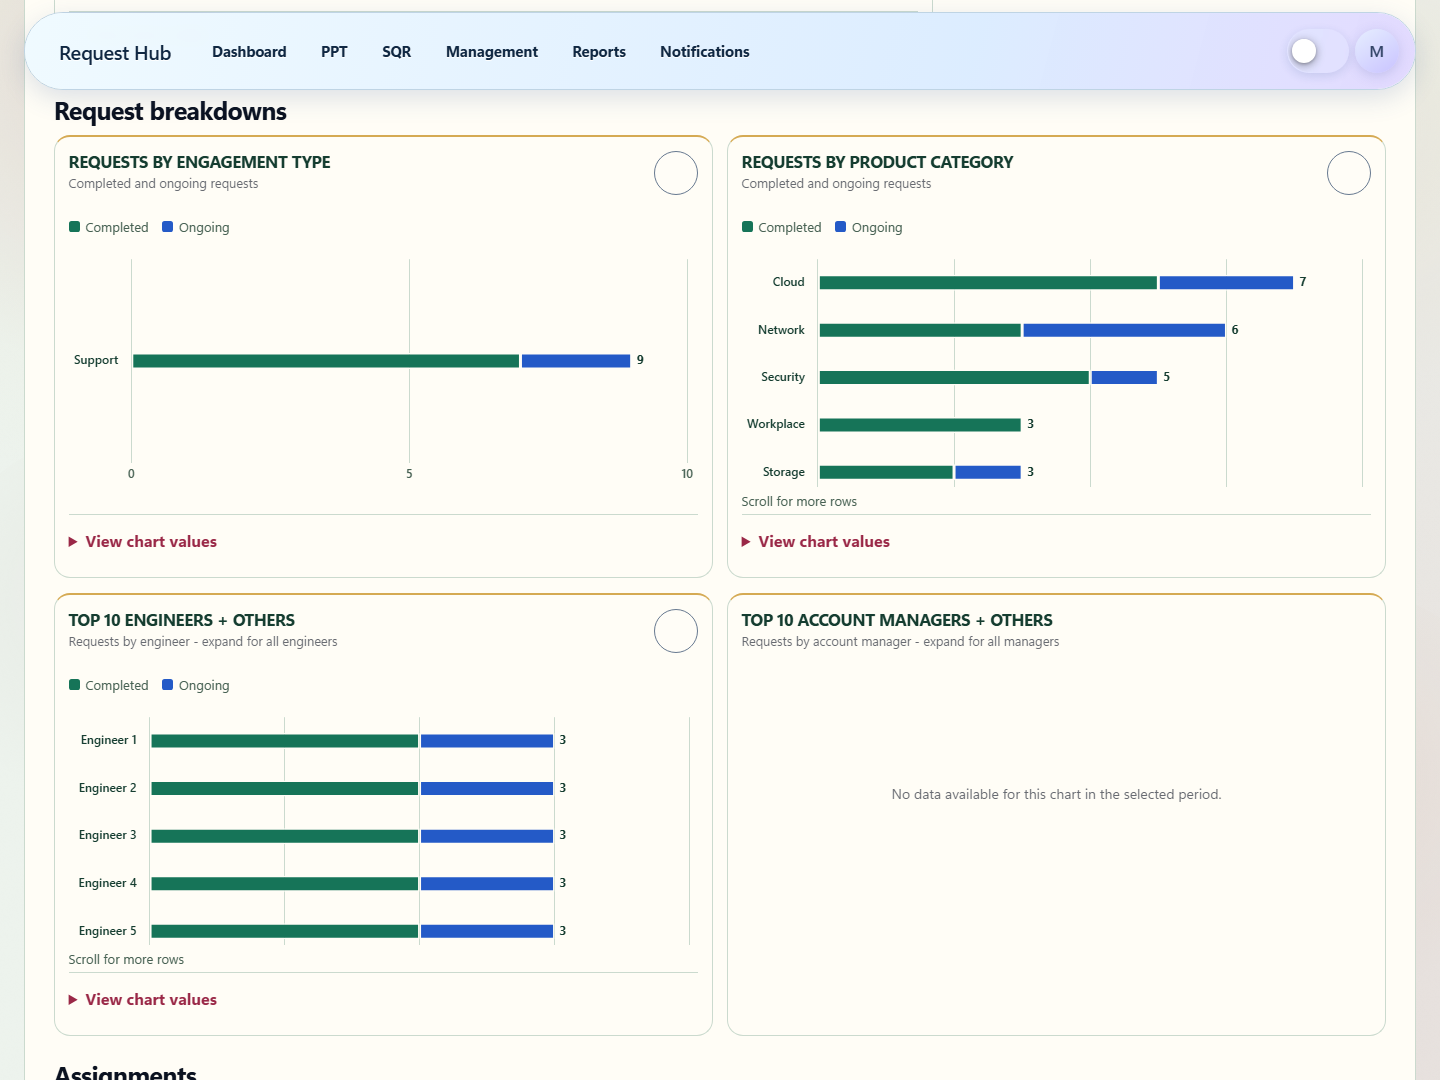 Request Hub
Dashboard
PPT
SQR
Management
Reports
Notifications
M
Request breakdowns
REQUESTS BY ENGAGEMENT TYPE
Completed and ongoing requests
Completed
Ongoing
Support
9
0
5
10
View chart values
REQUESTS BY PRODUCT CATEGORY
Completed and ongoing requests
Completed
Ongoing
Cloud
7
Network
6
Security
5
Workplace
3
Storage
3
Scroll for more rows
View chart values
TOP 10 ENGINEERS + OTHERS
Requests by engineer - expand for all engineers
Completed
Ongoing
Engineer 1
3
Engineer 2
3
Engineer 3
3
Engineer 4
3
Engineer 5
3
Scroll for more rows
View chart values
TOP 10 ACCOUNT MANAGERS + OTHERS
Requests by account manager - expand for all managers
No data available for this chart in the selected period.
Assignments